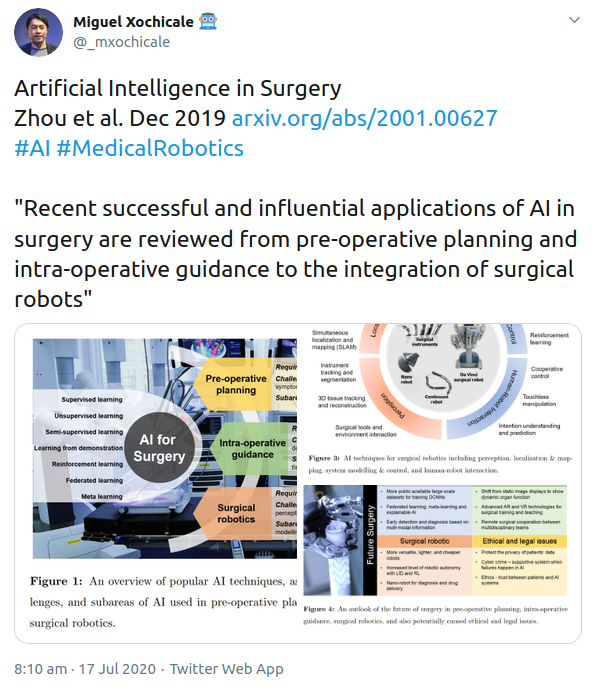 Miguel Xochicale
@_mxochicale
Artificial Intelligence in Surgery
Zhou et al. Dec 2019 arxiv.org/abs/2001.00627
#AI #MedicalRobotics
"Recent successful and influential applications of AI in
surgery are reviewed from pre-operative planning and
intra-operative guidance to the integration of surgical
robots"
Supervised learning
Unsupervised learning
Semi-supervised learning
Learning from demonstration
Reinforcement learning
Federated learning
Meta learning
AI for
Surgery
Pre-operative
planning
Intra-operative
guidance
Surgical
robotics
Requir
Challe
sympto
Subare
Requir
percept
Subare
modelli
Figure 1: An overview of popular AI techniques, a
lenges, and subareas of AI used in pre-operative pla
surgical robotics.
Simultaneous
localization and
mapping (SLAM)
Instrument
tracking and
segmentation
3D tissue tracking
and reconstruction
Surgical tools and
environment interaction
Loc
Perception
Surgical
instruments
Nano
robot
Continuum
robot
Da Vinci
surgical robot
Control
Human-Robot Interaction
Reinforcement
learning
Cooperative
control
Touchless
manipulation
Intention understanding
and prediction
Figure 3: AI techniques for surgical robotics including perception, localization & map-
ping, system modelling & control, and human-robot interaction.
Future Surgery
• More public available large-scale
datasets for training DCNNs
• Federated, meta-learning and
explainable AI
• Early detection and diagnosis based on
multi-modal information
• Shift from static image displays to show
dynamic organ function
• Advanced AR and VR technologies for
surgical training and teaching
• Remote surgical cooperation between
multidisciplinary teams
Surgical robotic
• More versatile, lighter, and cheaper
robots
• Increased level of robotic autonomy
with LfD and RL
• Nano-robot for diagnosis and drug
delivery
Ethical and legal issues
• Protect the privacy of patients' data
• Cyber crime – supportive system when
failures happen in AI
• Ethics - trust between patients and AI
systems
Figure 4: An outlook of the future of surgery in pre-operative planning, intra-operative
guidance, surgical robotics, and also potentially caused ethical and legal issues.
8:10 am · 17 Jul 2020 · Twitter Web App